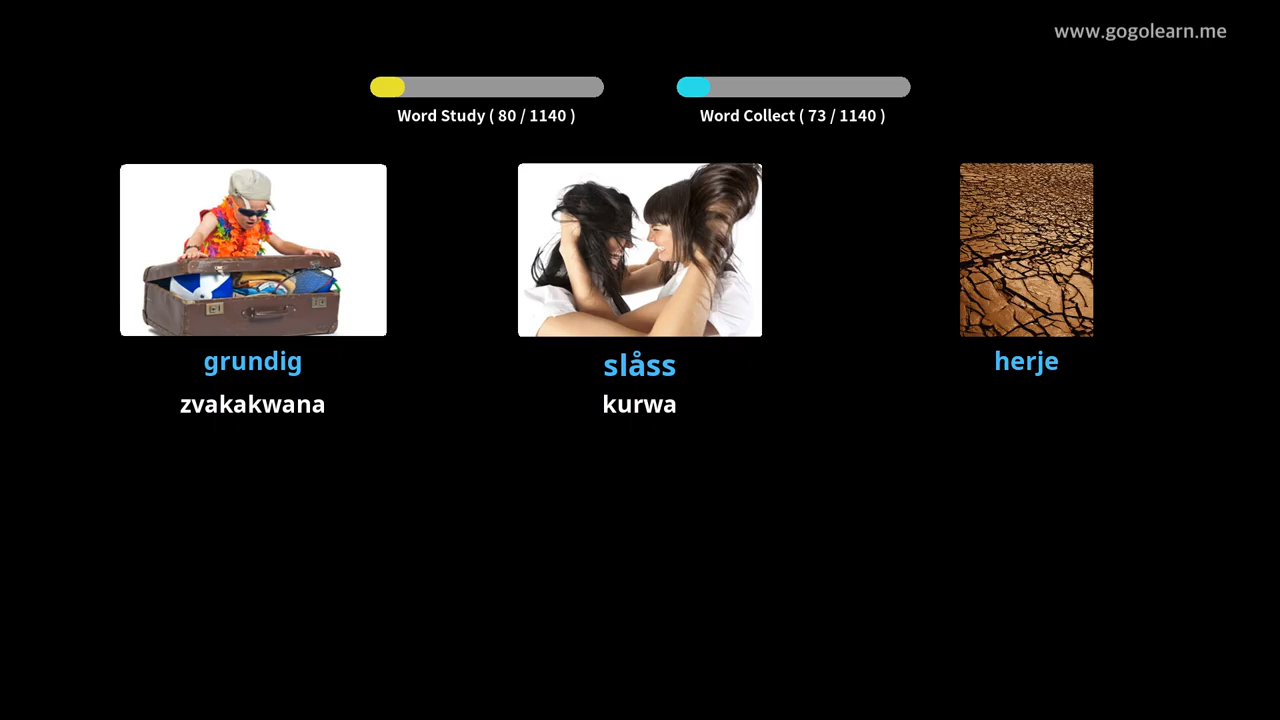 www.gogolearn.me
Word Study ( 80 / 1140 )
Word Collect ( 73 / 1140 )
grundig
slåss
herje
zvakakwana
kurwa